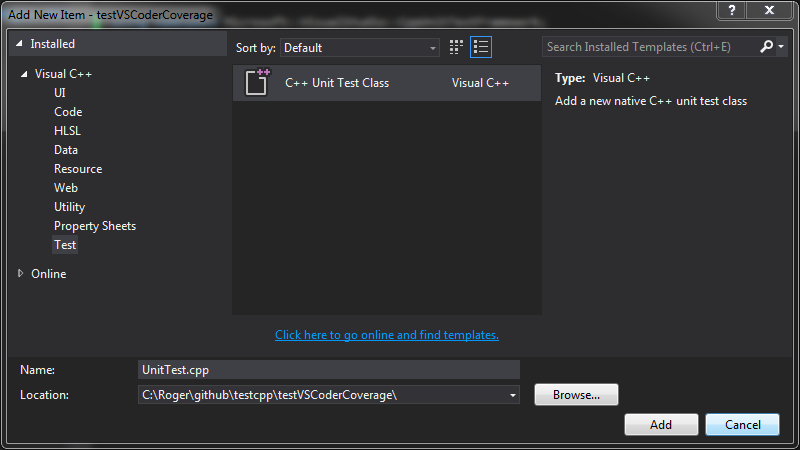 Add New Item - testVSCoderCoverage
?
Installed
Sort by: Default
Search Installed Templates (Ctrl+E)
Visual C++
UI
Code
HLSL
Data
Resource
Web
Utility
Property Sheets
Test
Online
++
C++ Unit Test Class Visual C++
Type: Visual C++
Add a new native C++ unit test class
Click here to go online and find templates.
Name: UnitTest.cpp
Location: C:\Roger\github\testcpp\testVSCoderCoverage\
Browse...
Add
Cancel